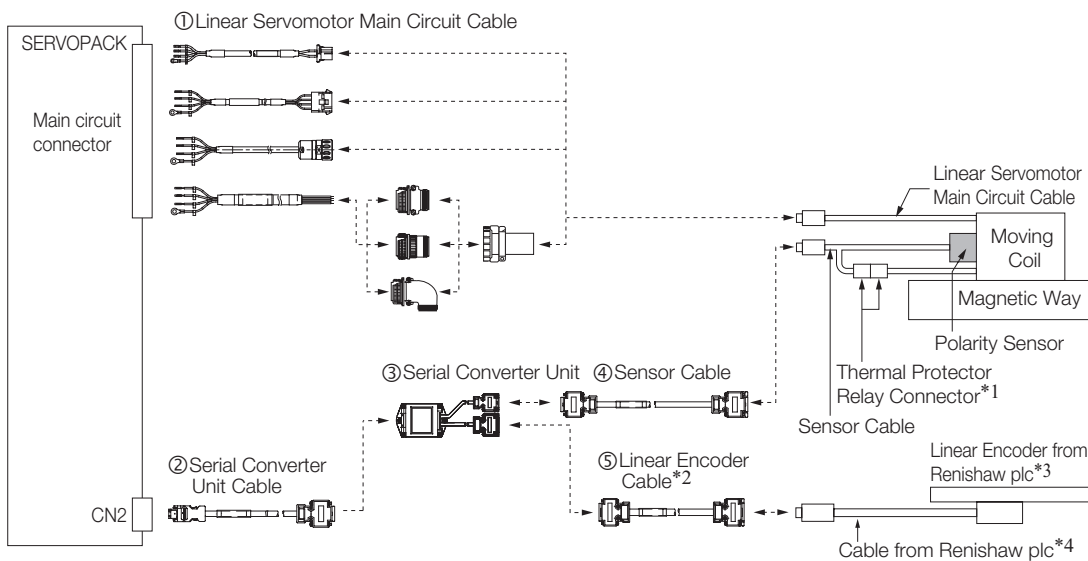 ①Linear Servomotor Main Circuit Cable
SERVOPACK
Main circuit
connector
Linear Servomotor
Main Circuit Cable
Moving
Coil
Magnetic Way
Polarity Sensor
Thermal Protector
Relay Connector*1
Sensor Cable
③Serial Converter Unit
④Sensor Cable
②Serial Converter
Unit Cable
⑤Linear Encoder
Cable*2
Linear Encoder from
Renishaw plc*3
CN2
Cable from Renishaw plc*4